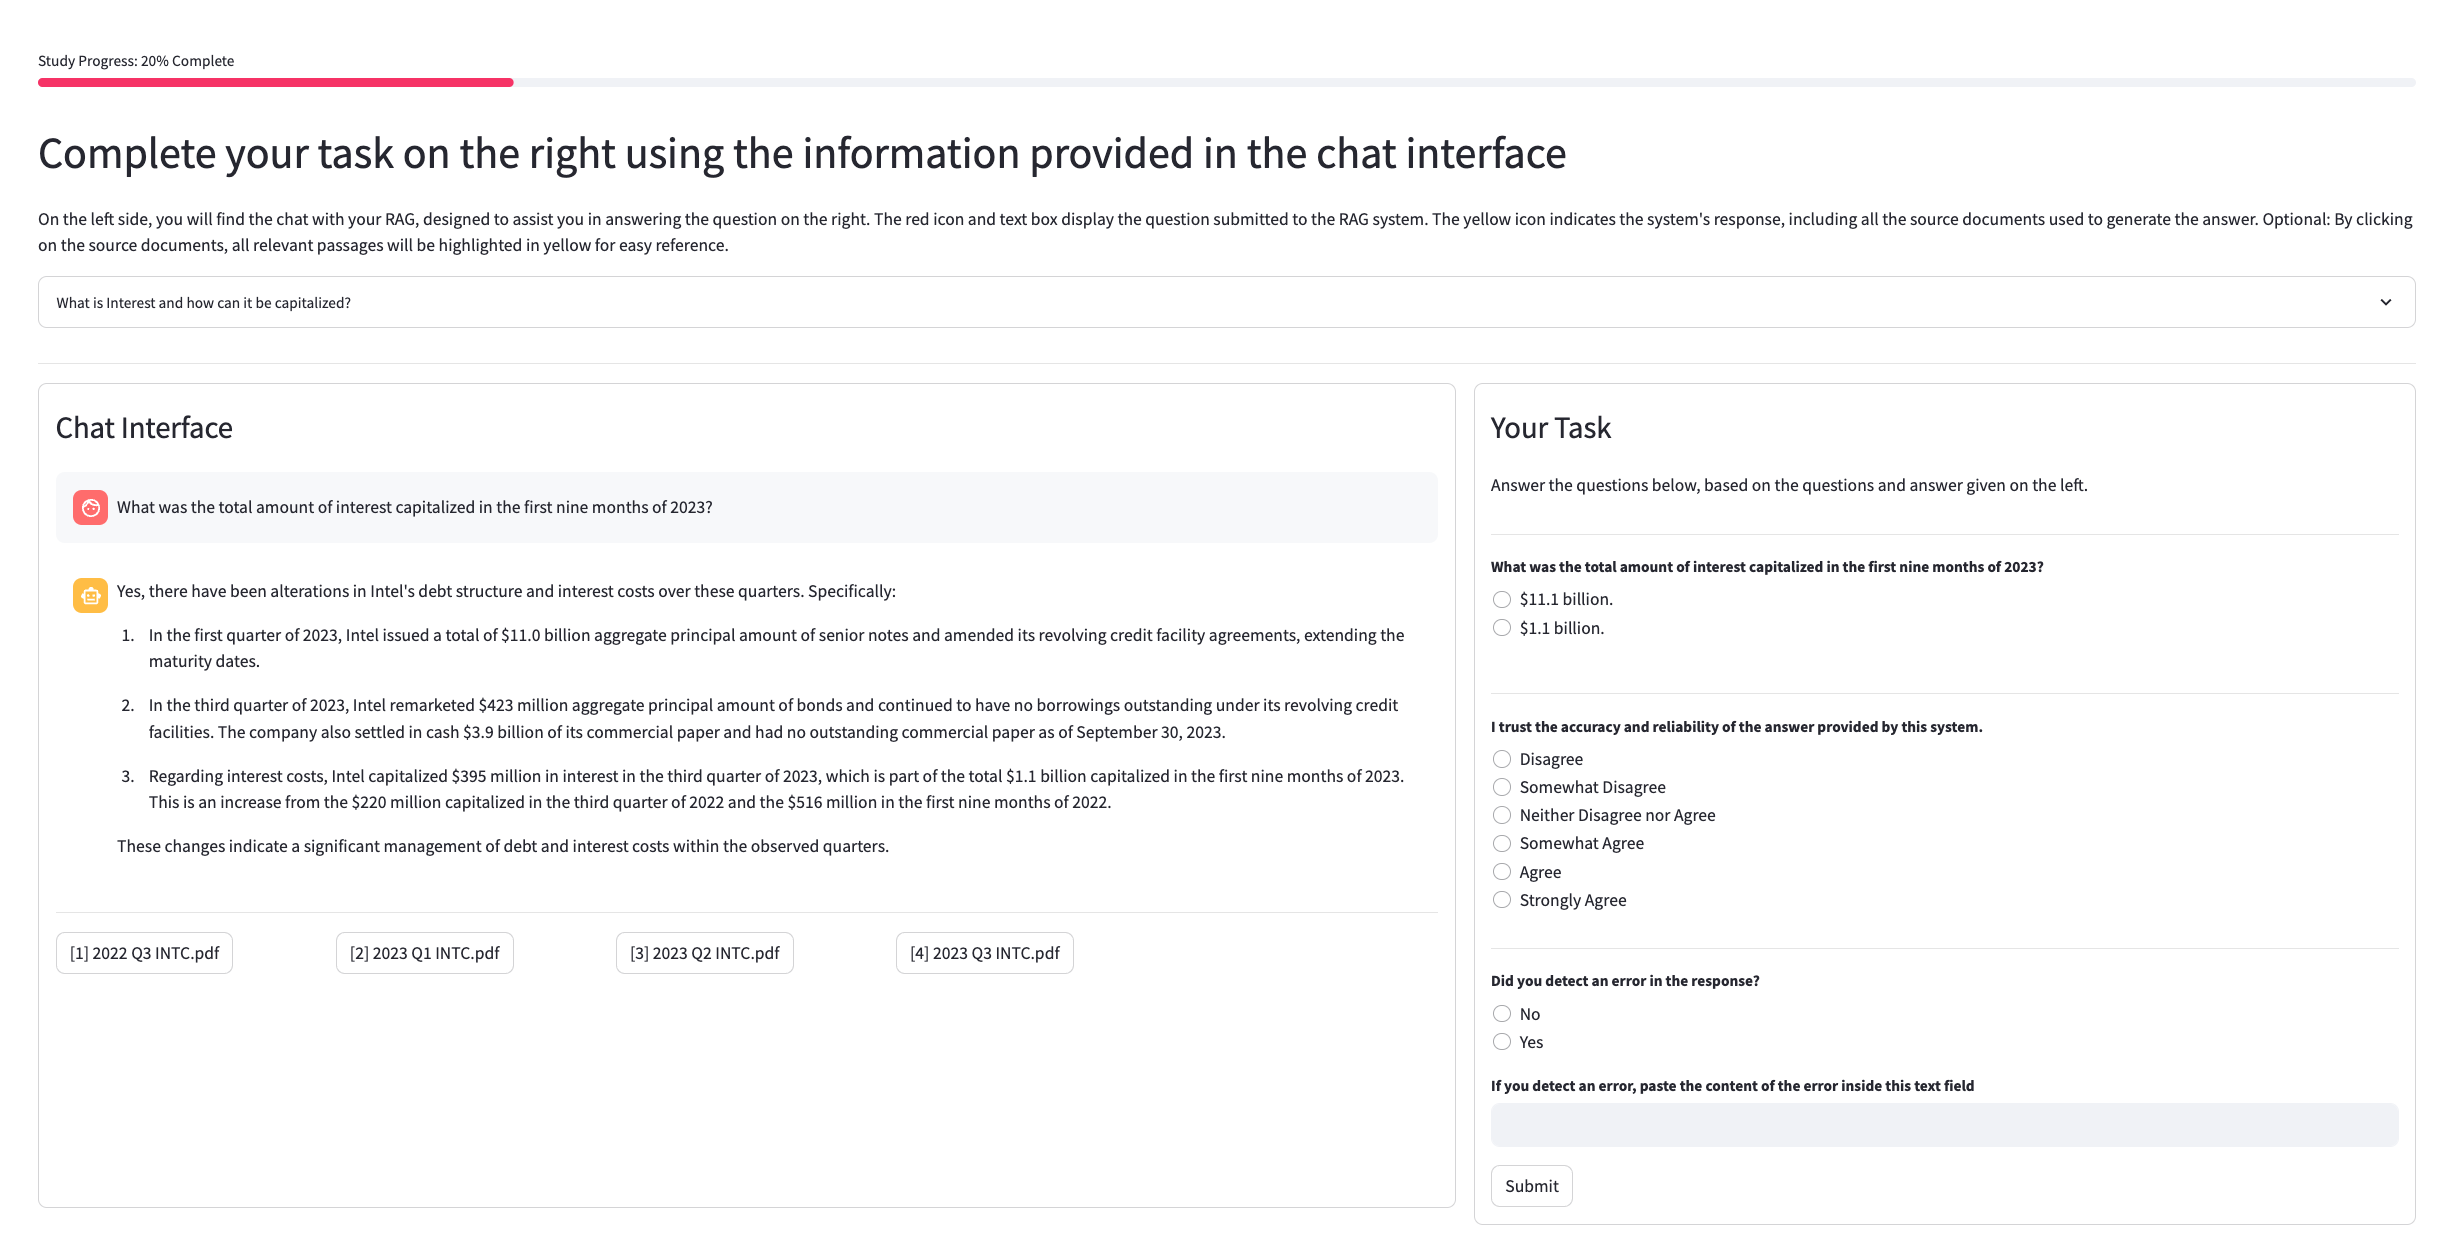 Study Progress: 20% Complete
Complete your task on the right using the information provided in the chat interface
On the left side, you will find the chat with your RAG, designed to assist you in answering the question on the right. The red icon and text box display the question submitted to the RAG system. The yellow icon indicates the system's response, including all the source documents used to generate the answer. Optional: By clicking
on the source documents, all relevant passages will be highlighted in yellow for easy reference.
What is Interest and how can it be capitalized?
Chat Interface
What was the total amount of interest capitalized in the first nine months of 2023?
Yes, there have been alterations in Intel's debt structure and interest costs over these quarters. Specifically:
1. In the first quarter of 2023, Intel issued a total of $11.0 billion aggregate principal amount of senior notes and amended its revolving credit facility agreements, extending the
maturity dates.
2. In the third quarter of 2023, Intel remarketed $423 million aggregate principal amount of bonds and continued to have no borrowings outstanding under its revolving credit
facilities. The company also settled in cash $3.9 billion of its commercial paper and had no outstanding commercial paper as of September 30, 2023.
3. Regarding interest costs, Intel capitalized $395 million in interest in the third quarter of 2023, which is part of the total $1.1 billion capitalized in the first nine months of 2023.
This is an increase from the $220 million capitalized in the third quarter of 2022 and the $516 million in the first nine months of 2022.
These changes indicate a significant management of debt and interest costs within the observed quarters.
[1] 2022 Q3 INTC.pdf
[2] 2023 Q1 INTC.pdf
[3] 2023 Q2 INTC.pdf
[4] 2023 Q3 INTC.pdf
Your Task
Answer the questions below, based on the questions and answer given on the left.
What was the total amount of interest capitalized in the first nine months of 2023?
$11.1 billion.
$1.1 billion.
I trust the accuracy and reliability of the answer provided by this system.
Disagree
Somewhat Disagree
Neither Disagree nor Agree
Somewhat Agree
Agree
Strongly Agree
Did you detect an error in the response?
No
Yes
If you detect an error, paste the content of the error inside this text field
Submit